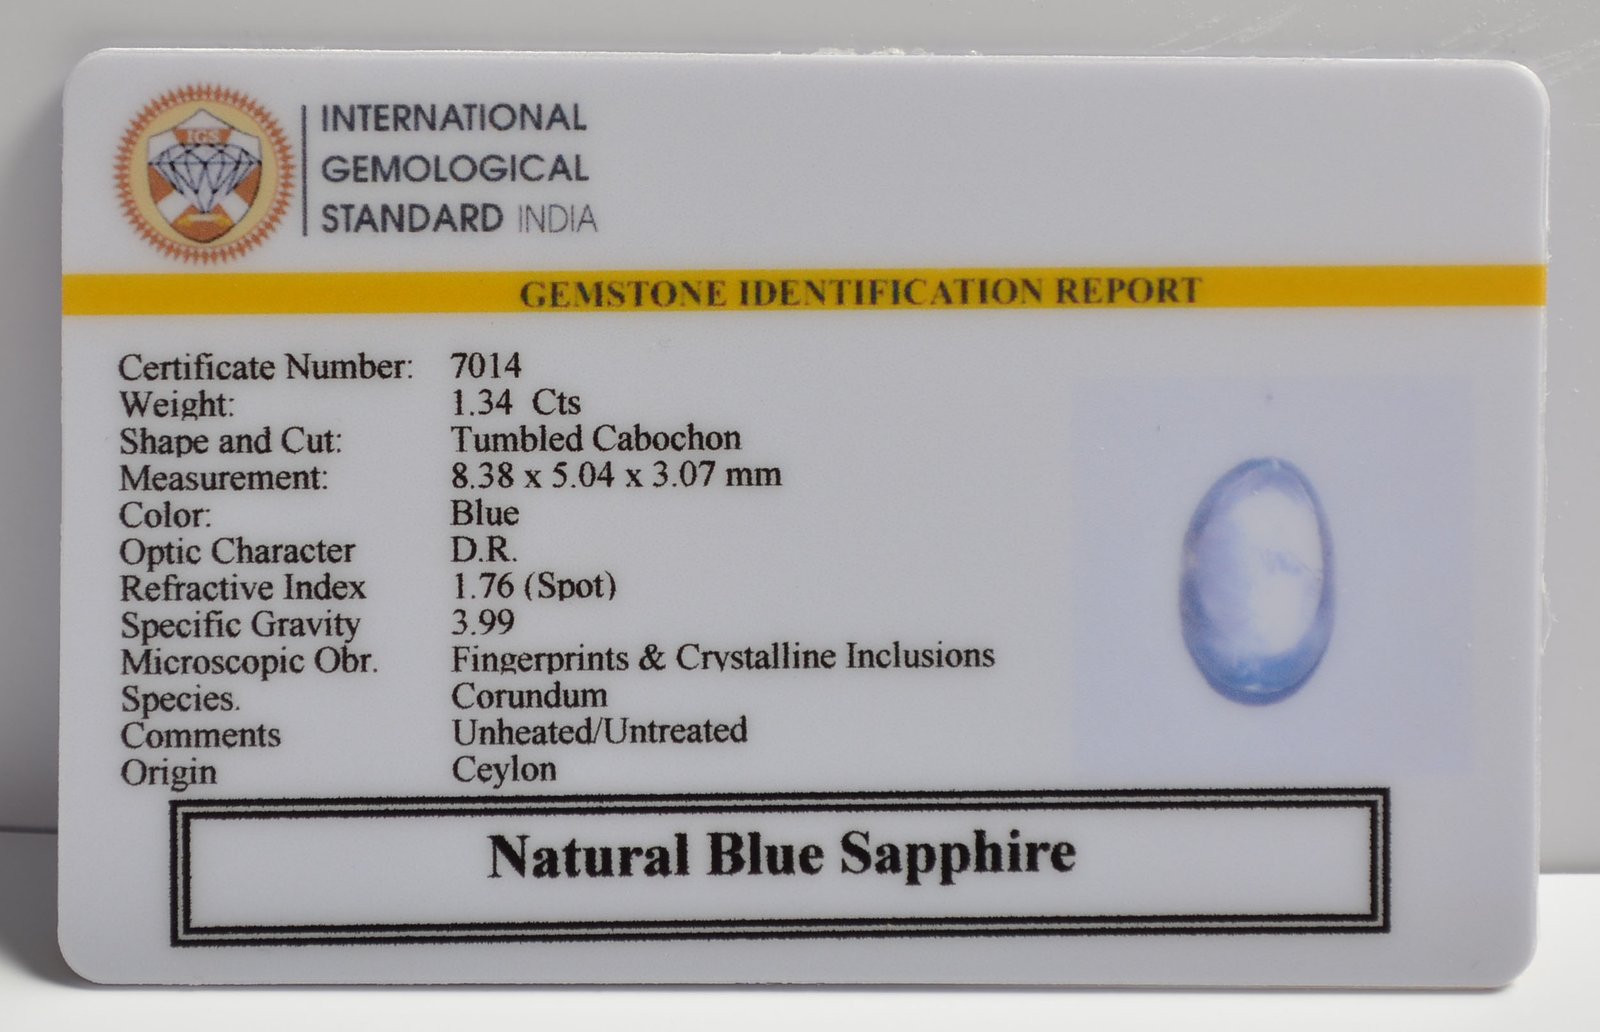 IGS
INTERNATIONAL
GEMOLOGICAL
STANDARD INDIA
GEMSTONE IDENTIFICATION REPORT
Certificate Number: 7014
Weight: 1.34 Cts
Shape and Cut: Tumbled Cabochon
Measurement: 8.38 x 5.04 x 3.07 mm
Color: Blue
Optic Character D.R.
Refractive Index 1.76 (Spot)
Specific Gravity 3.99
Microscopic Obr. Fingerprints & Crystalline Inclusions
Species. Corundum
Comments Unheated/Untreated
Origin Ceylon
Natural Blue Sapphire